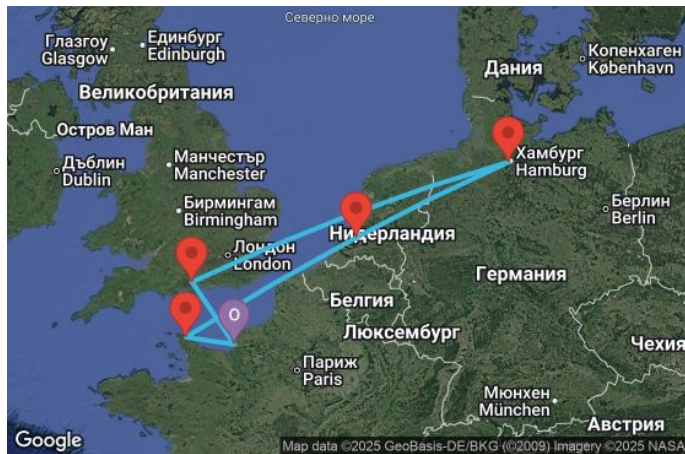 Северно море
Глазгоу
Glasgow
Единбург
Edinburgh
Копенхаген
København
Дания
Великобритания
Остров Ман
Дъблин
Dublin
Манчестър
Manchester
Хамбург
Hamburg
Бирмингам
Birmingham
Берлин
Berlin
Нидерландия
Лондон
London
Германия
Белгия
О
Люксембург
Чехия
Париж
Paris
Мюнхен
München
Австрия
Google
Map data ©2025 GeoBasis-DE/BKG (©2009) Imagery ©2025 NASA